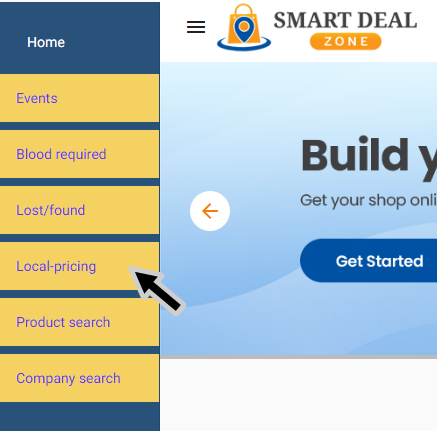 Home
Events
Blood required
Lost/found
Local-pricing
Product search
Company search
SMART DEAL
ZONE
Build y
Get your shop onli
Get Started